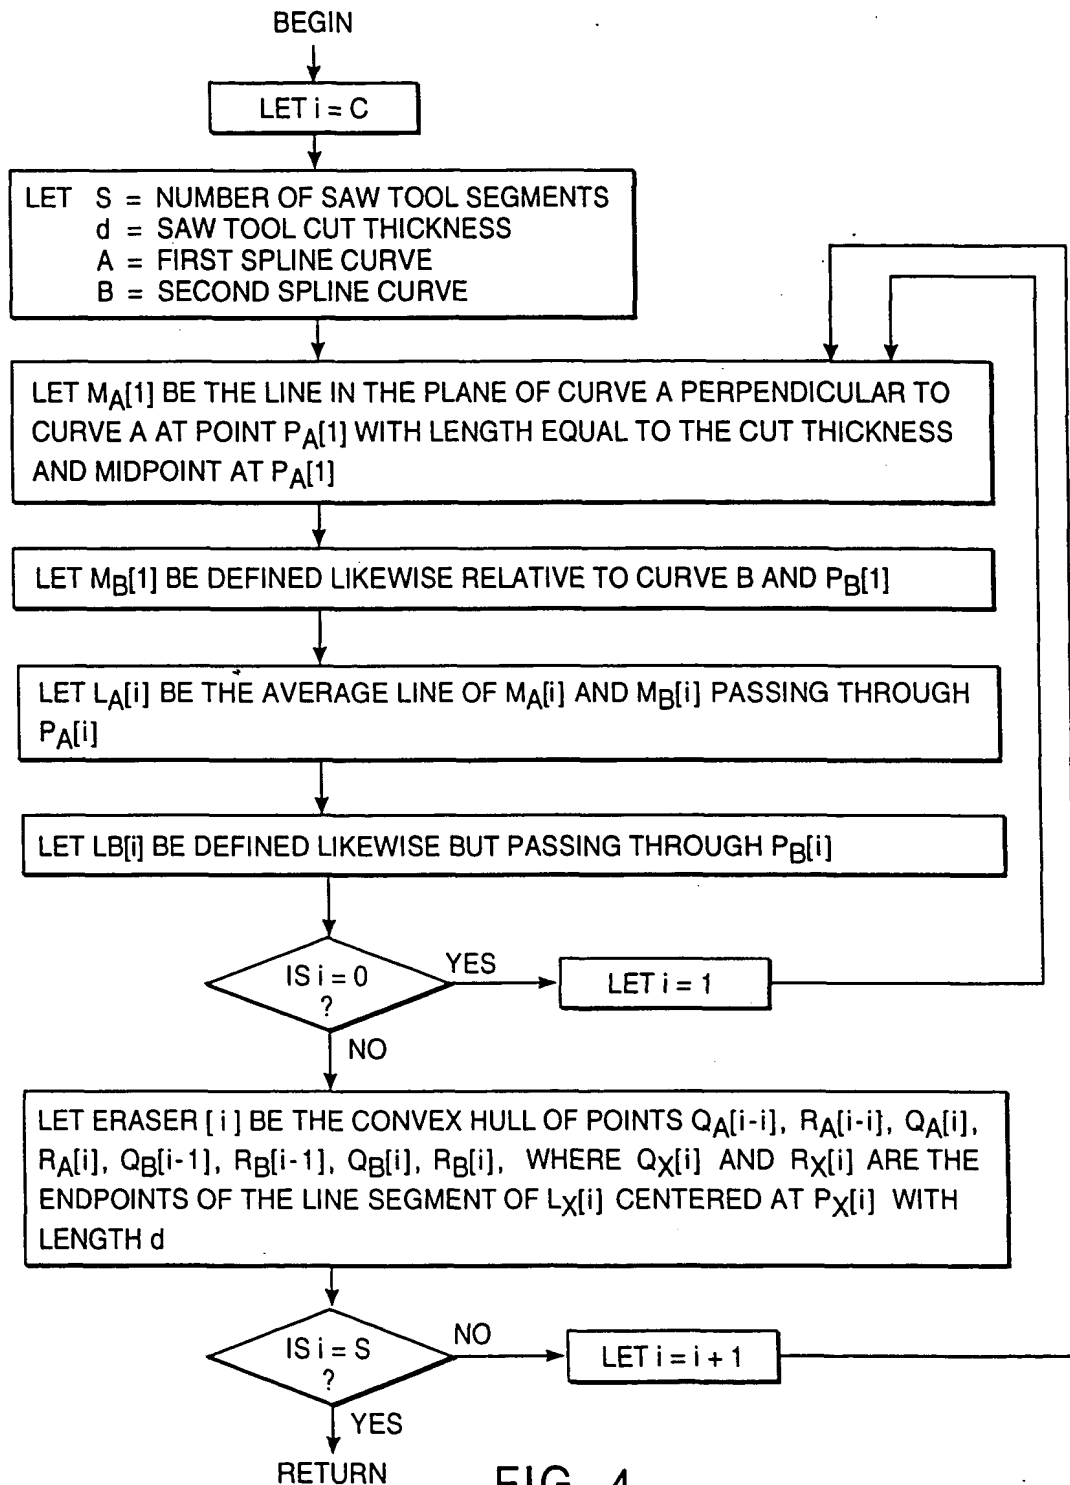 BEGIN
LET i = C
LET S = NUMBER OF SAW TOOL SEGMENTS
d = SAW TOOL CUT THICKNESS
A = FIRST SPLINE CURVE
B = SECOND SPLINE CURVE
LET MA[1] BE THE LINE IN THE PLANE OF CURVE A PERPENDICULAR TO
CURVE A AT POINT PA[1] WITH LENGTH EQUAL TO THE CUT THICKNESS
AND MIDPOINT AT PA[1]
LET MB[1] BE DEFINED LIKEWISE RELATIVE TO CURVE B AND PB[1]
LET LA[i] BE THE AVERAGE LINE OF MA[i] AND MB[i] PASSING THROUGH
PA[i]
LET LB[i] BE DEFINED LIKEWISE BUT PASSING THROUGH PB[i]
IS i = 0
?
YES
LET i = 1
NO
LET ERASER [ i ] BE THE CONVEX HULL OF POINTS QA[i-i], RA[i-i], QA[i],
RA[i], QB[i-1], RB[i-1], QB[i], RB[i], WHERE QX[i] AND RX[i] ARE THE
ENDPOINTS OF THE LINE SEGMENT OF LX[i] CENTERED AT PX[i] WITH
LENGTH d
IS i = S
?
NO
LET i = i + 1
YES
RETURN
FIG. 4